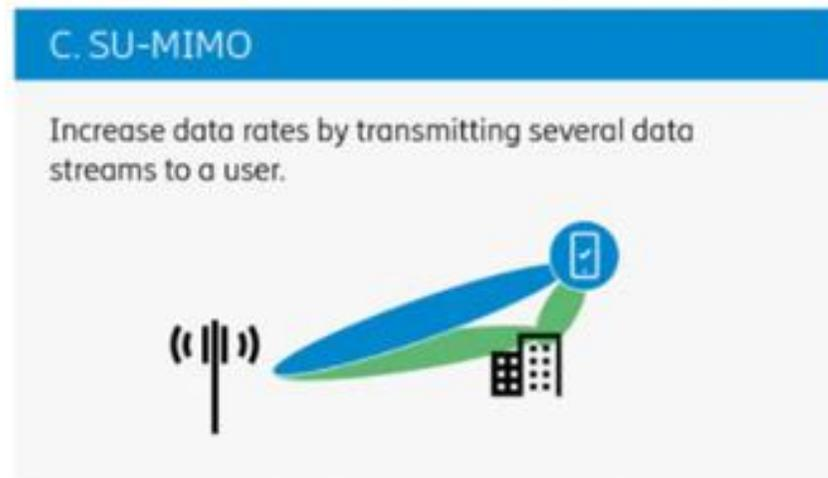 C. SU-MIMO
Increase data rates by transmitting several data
streams to a user.